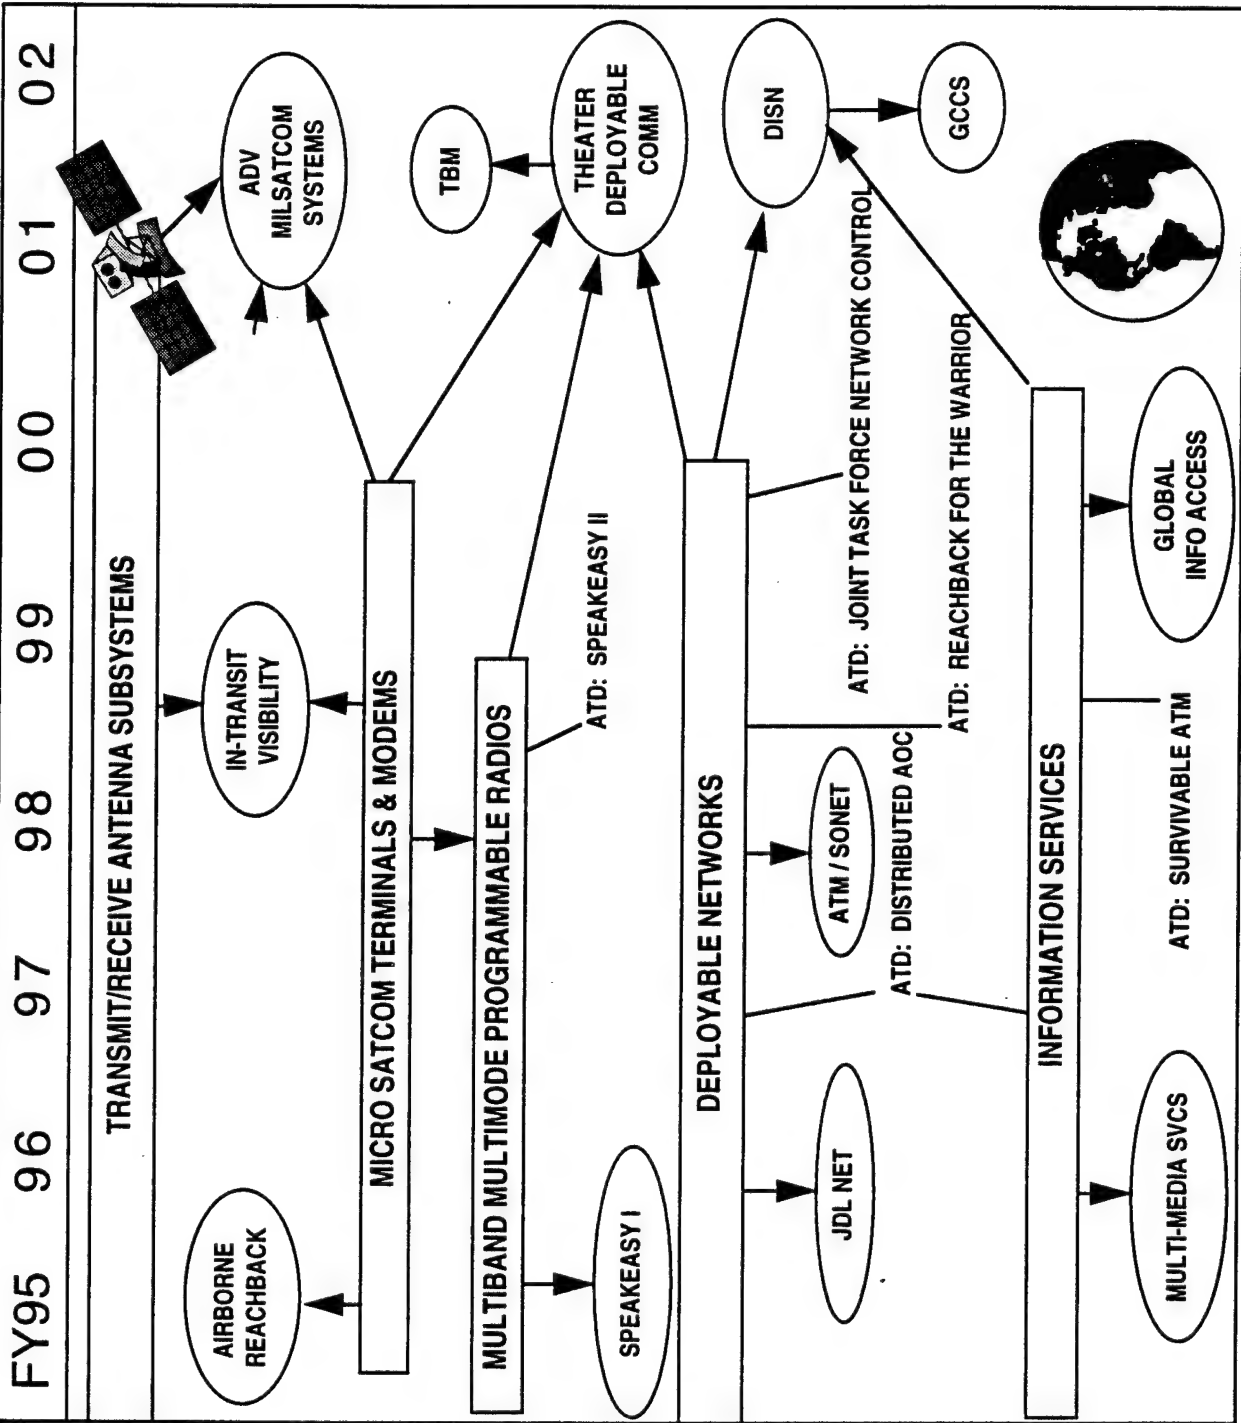 FY95 96 97 98 99 00 01 02
TRANSMIT/RECEIVE ANTENNA SUBSYSTEMS
AIRBORNE
REACHBACK
IN-TRANSIT
VISIBILITY
ADV
MILSATCOM
SYSTEMS
MICRO SATCOM TERMINALS & MODEMS
TBM
MULTIBAND MULTIMODE PROGRAMMABLE RADIOS
SPEAKEASY I
ATD: SPEAKEASY II
THEATER
DEPLOYABLE
COMM
DEPLOYABLE NETWORKS
DISN
JDL NET
ATM / SONET
ATD: JOINT TASK FORCE NETWORK CONTROL
ATD: DISTRIBUTED AOC
ATD: REACHBACK FOR THE WARRIOR
GCCS
INFORMATION SERVICES
MULTI-MEDIA SVCS
ATD: SURVIVABLE ATM
GLOBAL
INFO ACCESS